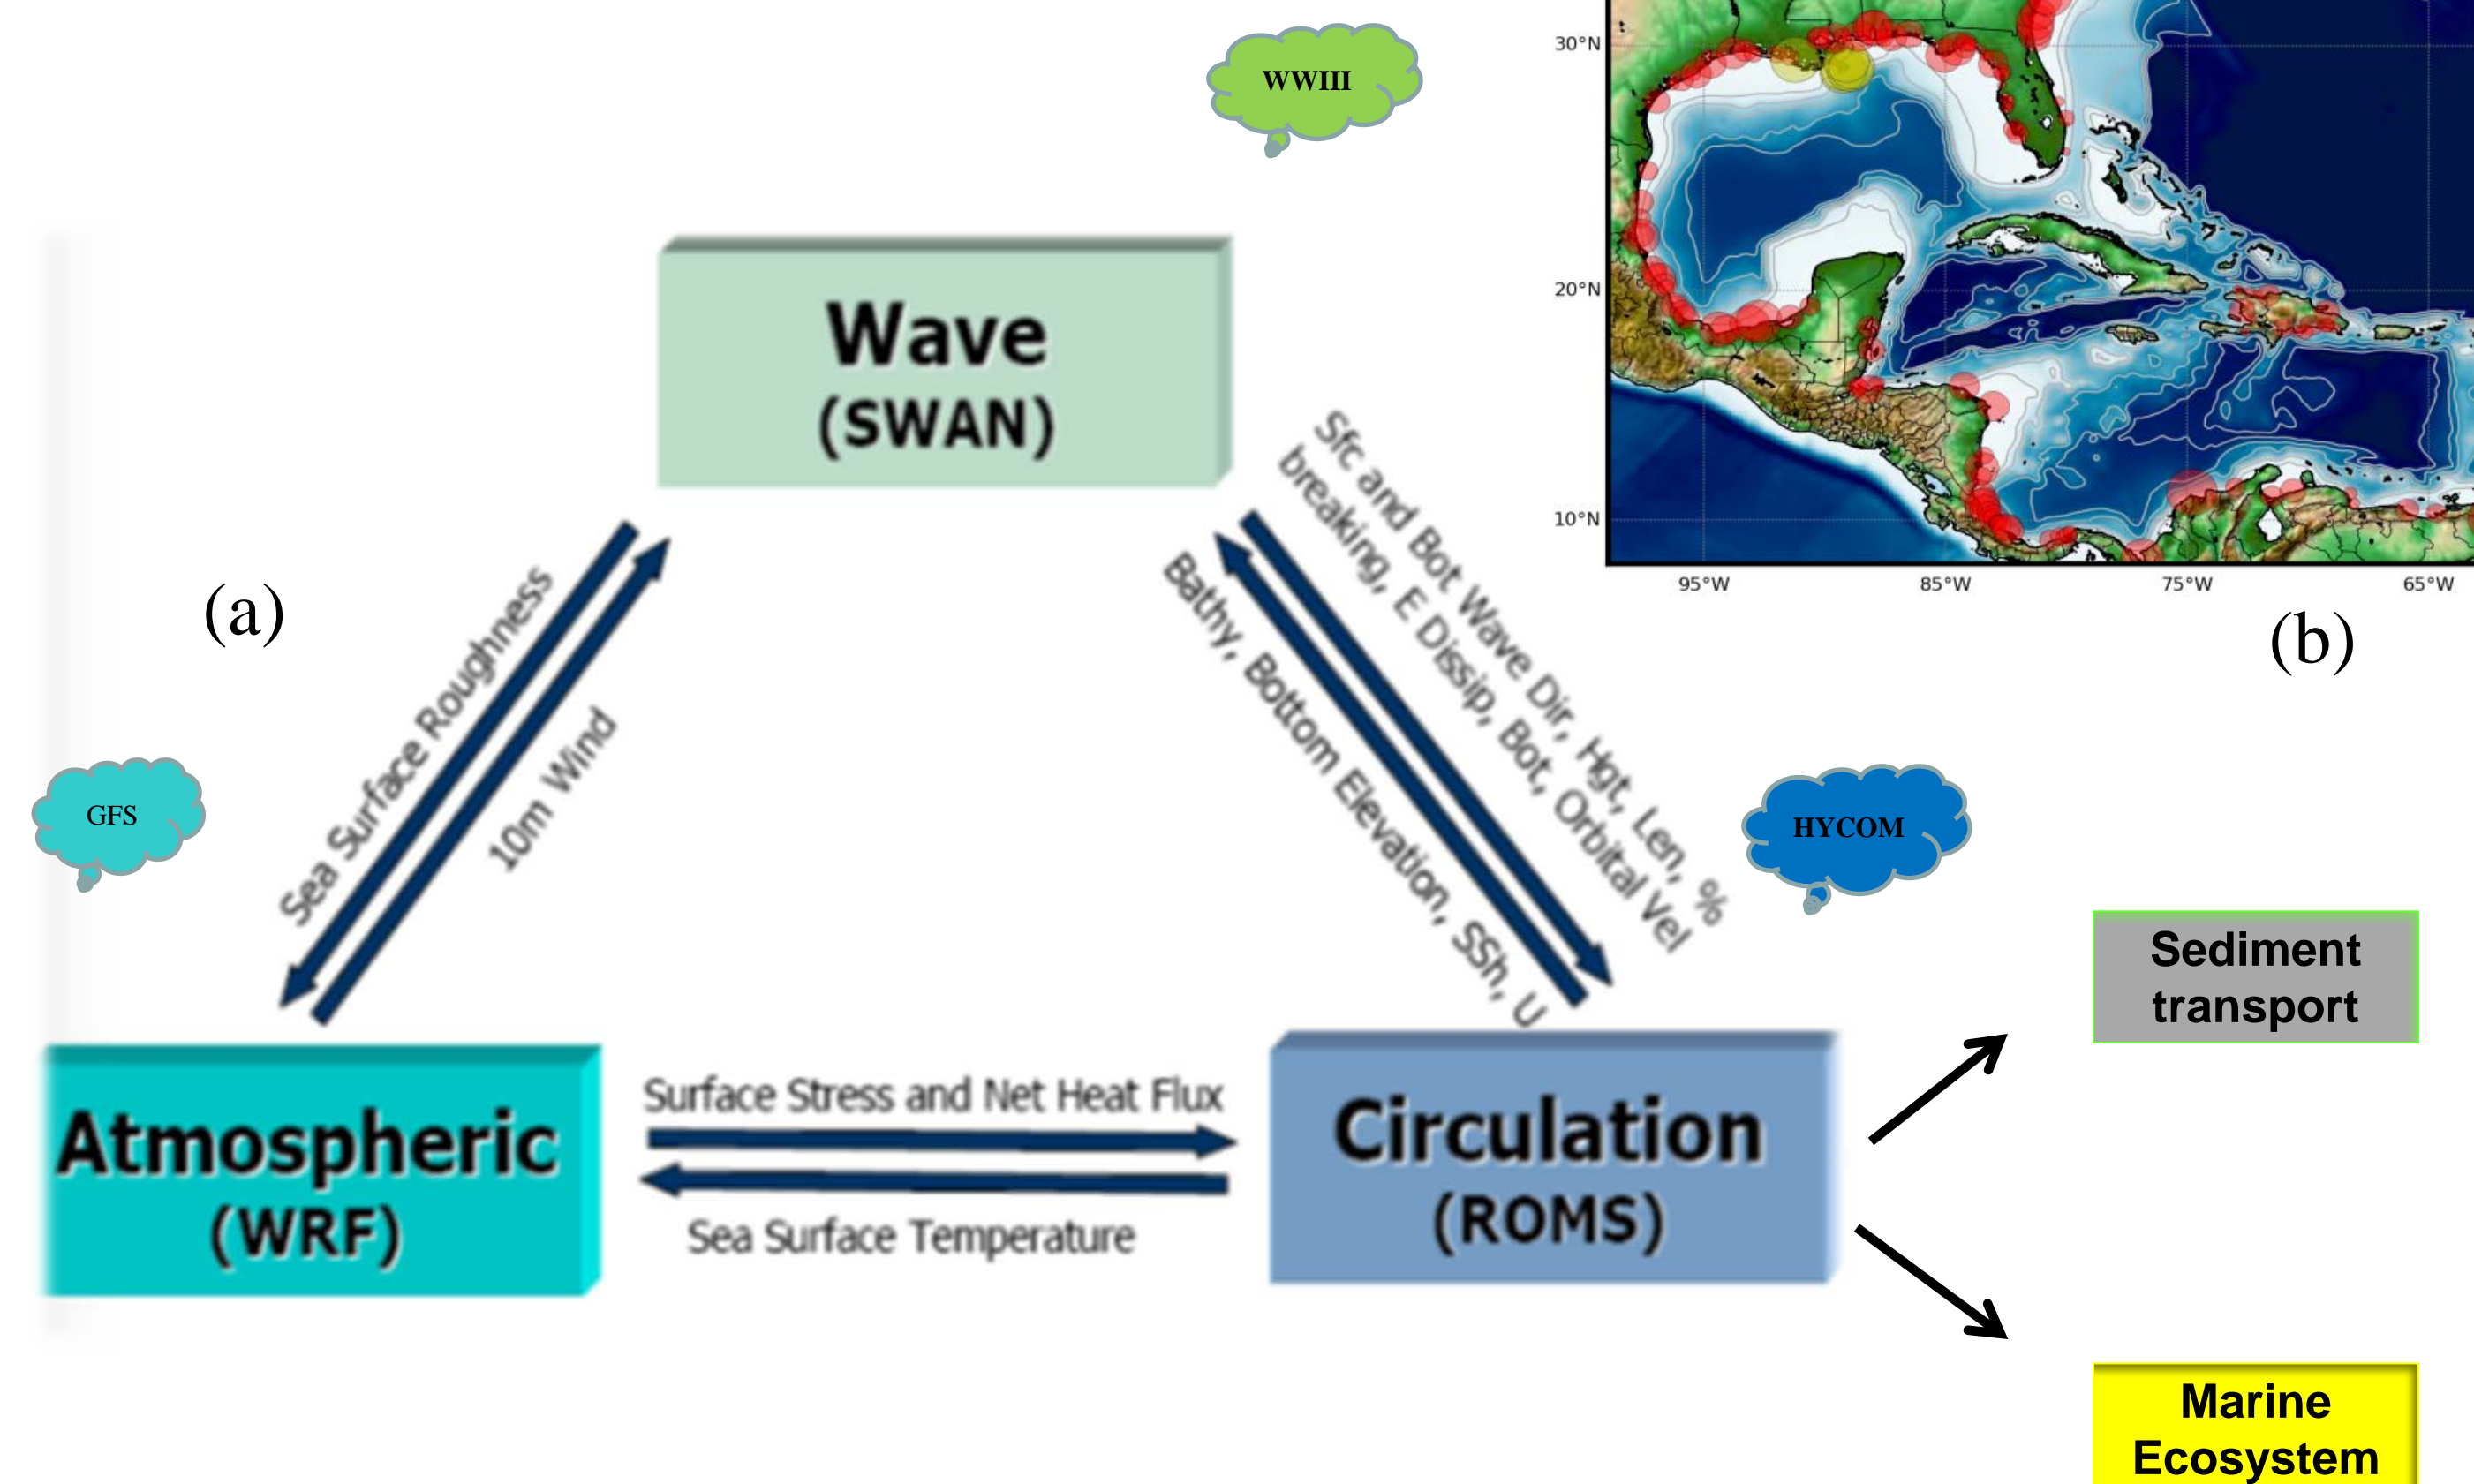 WWIII
30°N
20°N
10°N
95°W
85°W
75°W
65°W
Wave
(SWAN)
(a)
(b)
Sea Surface Roughness
10m Wind
Sfc and Bot Wave Dir, Hgt, Len, %
breaking, E Dissip, Bot, Orbital Vel
Bathy, Bottom Elevation, SSh, U
GFS
HYCOM
Sediment
transport
Atmospheric
(WRF)
Surface Stress and Net Heat Flux
Sea Surface Temperature
Circulation
(ROMS)
Marine
Ecosystem